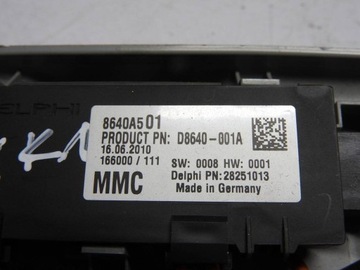 ELPHI
8640A501
PRODUCT PN: D8640-001A
16.06.2010
166000 / 111 SW: 0008 HW: 0001
MMC Delphi PN: 28251013
Made in Germany